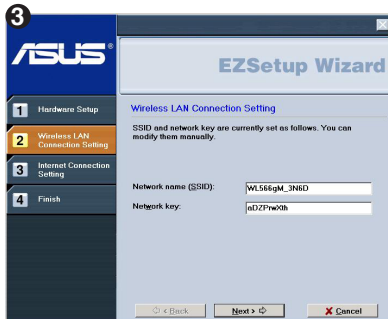 3
ASUS®
EZSetup Wizard
1 Hardware Setup
2 Wireless LAN
Connection Setting
3 Internet Connection
Setting
4 Finish
Wireless LAN Connection Setting
SSID and network key are currently set as follows. You can
modify them manually.
Network name (SSID): WL566gM_3N6D
Network key: aDZPrwXth
< Back Next > Cancel